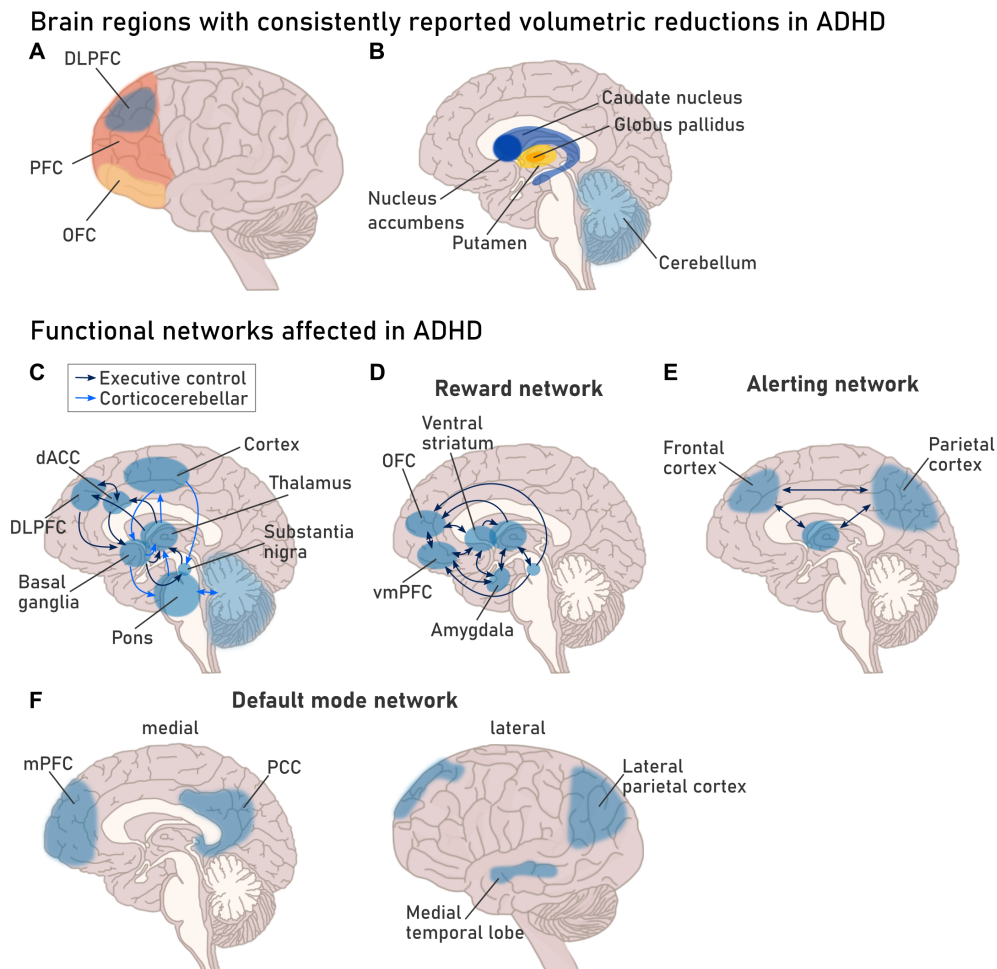 Brain regions with consistently reported volumetric reductions in ADHD
A
DLPFC
PFC
OFC
B
Caudate nucleus
Globus pallidus
Nucleus
accumbens
Putamen
Cerebellum
Functional networks affected in ADHD
C
Executive control
Corticocerebellar
dACC
Cortex
Thalamus
DLPFC
Substantia
nigra
Basal
ganglia
Pons
D
Reward network
Ventral
striatum
OFC
vmPFC
Amygdala
E
Alerting network
Frontal
cortex
Parietal
cortex
F
Default mode network
medial
mPFC
PCC
lateral
Lateral
parietal cortex
Medial
temporal lobe